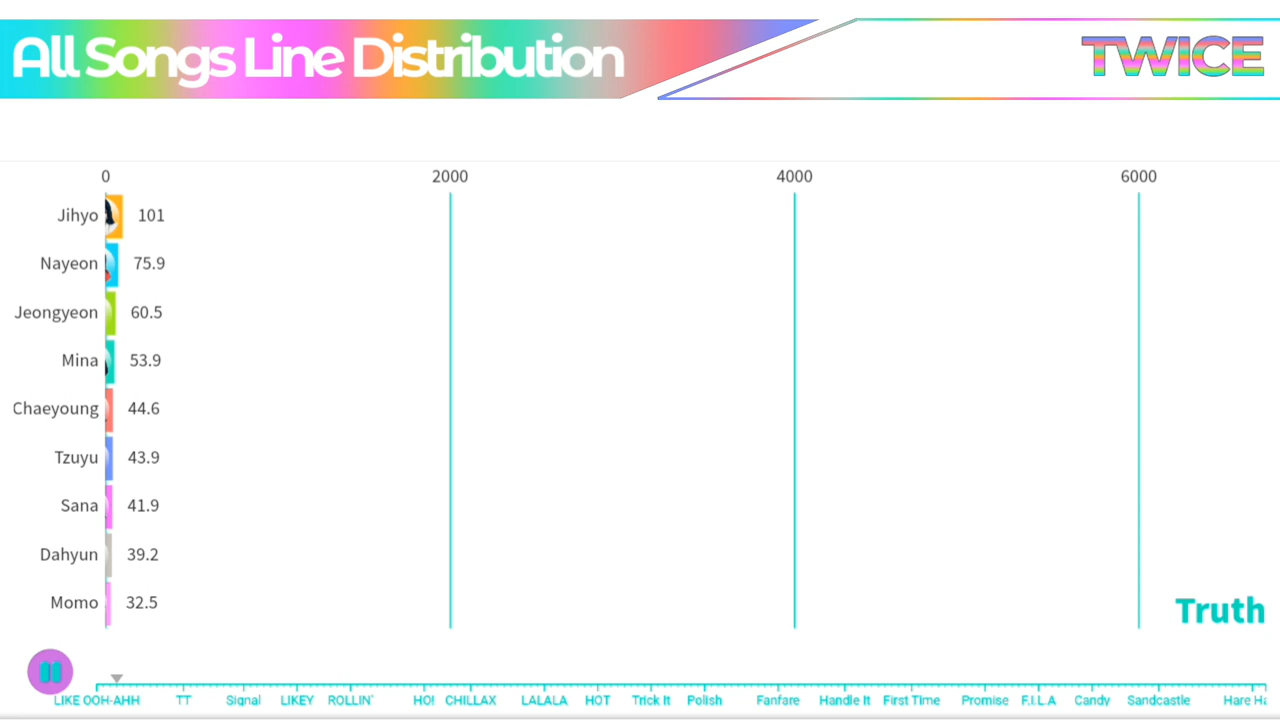 All Songs Line Distribution
TWICE
0 2000 4000 6000
Jihyo 101
Nayeon 75.9
Jeongyeon 60.5
Mina 53.9
Chaeyoung 44.6
Tzuyu 43.9
Sana 41.9
Dahyun 39.2
Momo 32.5
Truth
LIKE OOH-AHH TT Signal LIKEY ROLLIN' HO! CHILLAX LALALA HOT Trick It Polish Fanfare Handle It First Time Promise F.I.L.A Candy Sandcastle Hare